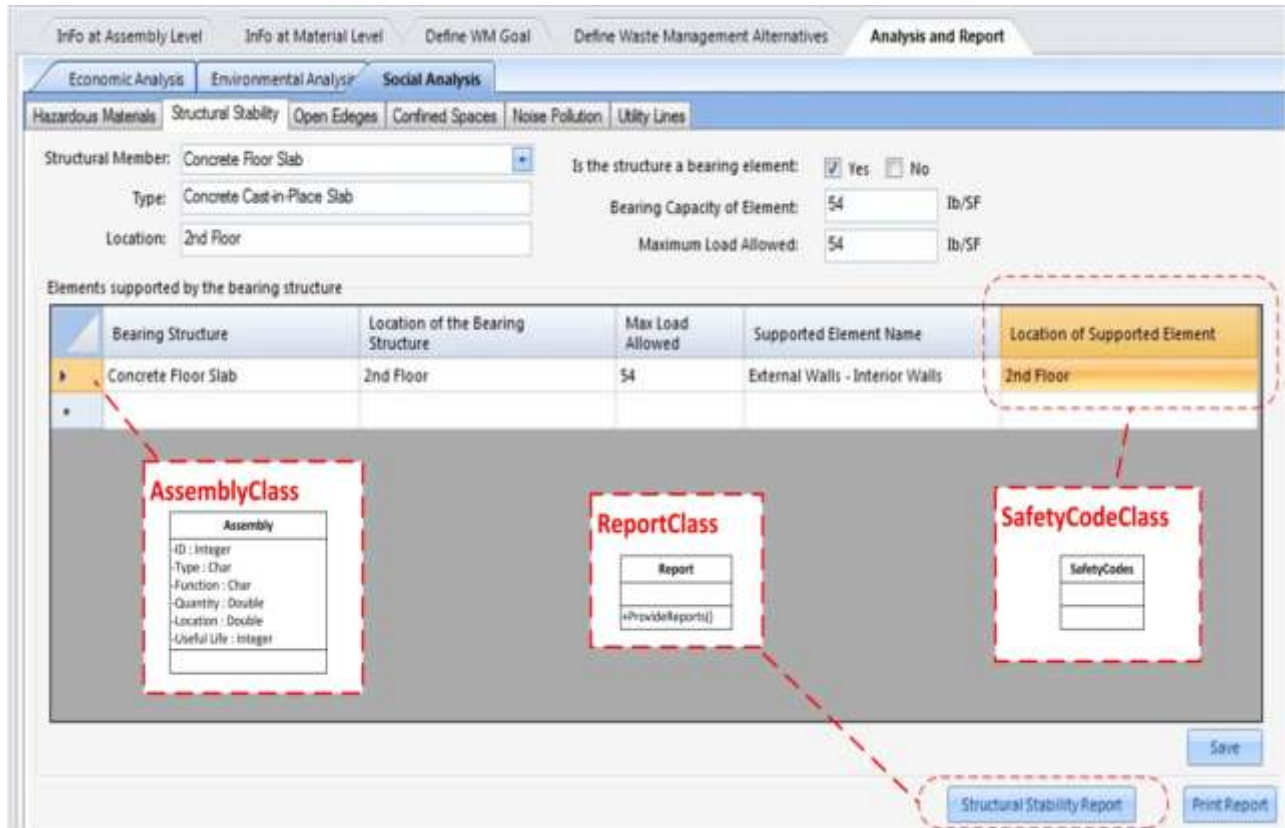 InFo at Assembly Level InFo at Material Level Define WM Goal Define Waste Management Alternatives Analysis and Report
Economic Analysis Environmental Analysis Social Analysis
Hazardous Materials Structural Stability Open Edeges Confined Spaces Noise Pollution Utility Lines
Structural Member: Concrete Floor Slab Is the structure a bearing element: Yes No
Type: Concrete Cast-in-Place Slab Bearing Capacity of Element: 54 Ib/SF
Location: 2nd Floor Maximum Load Allowed: 54 Ib/SF
Elements supported by the bearing structure
Bearing Structure Location of the Bearing Structure Max Load Allowed Supported Element Name Location of Supported Element
Concrete Floor Slab 2nd Floor 54 External Walls - Interior Walls 2nd Floor
AssemblyClass
Assembly
-ID : Integer
-Type : Char
-Function : Char
-Quantity : Double
-Location : Double
-Useful Life : Integer
ReportClass
Report
+ProvideReports()
SafetyCodeClass
SafetyCodes
Save
Structural Stability Report Print Report